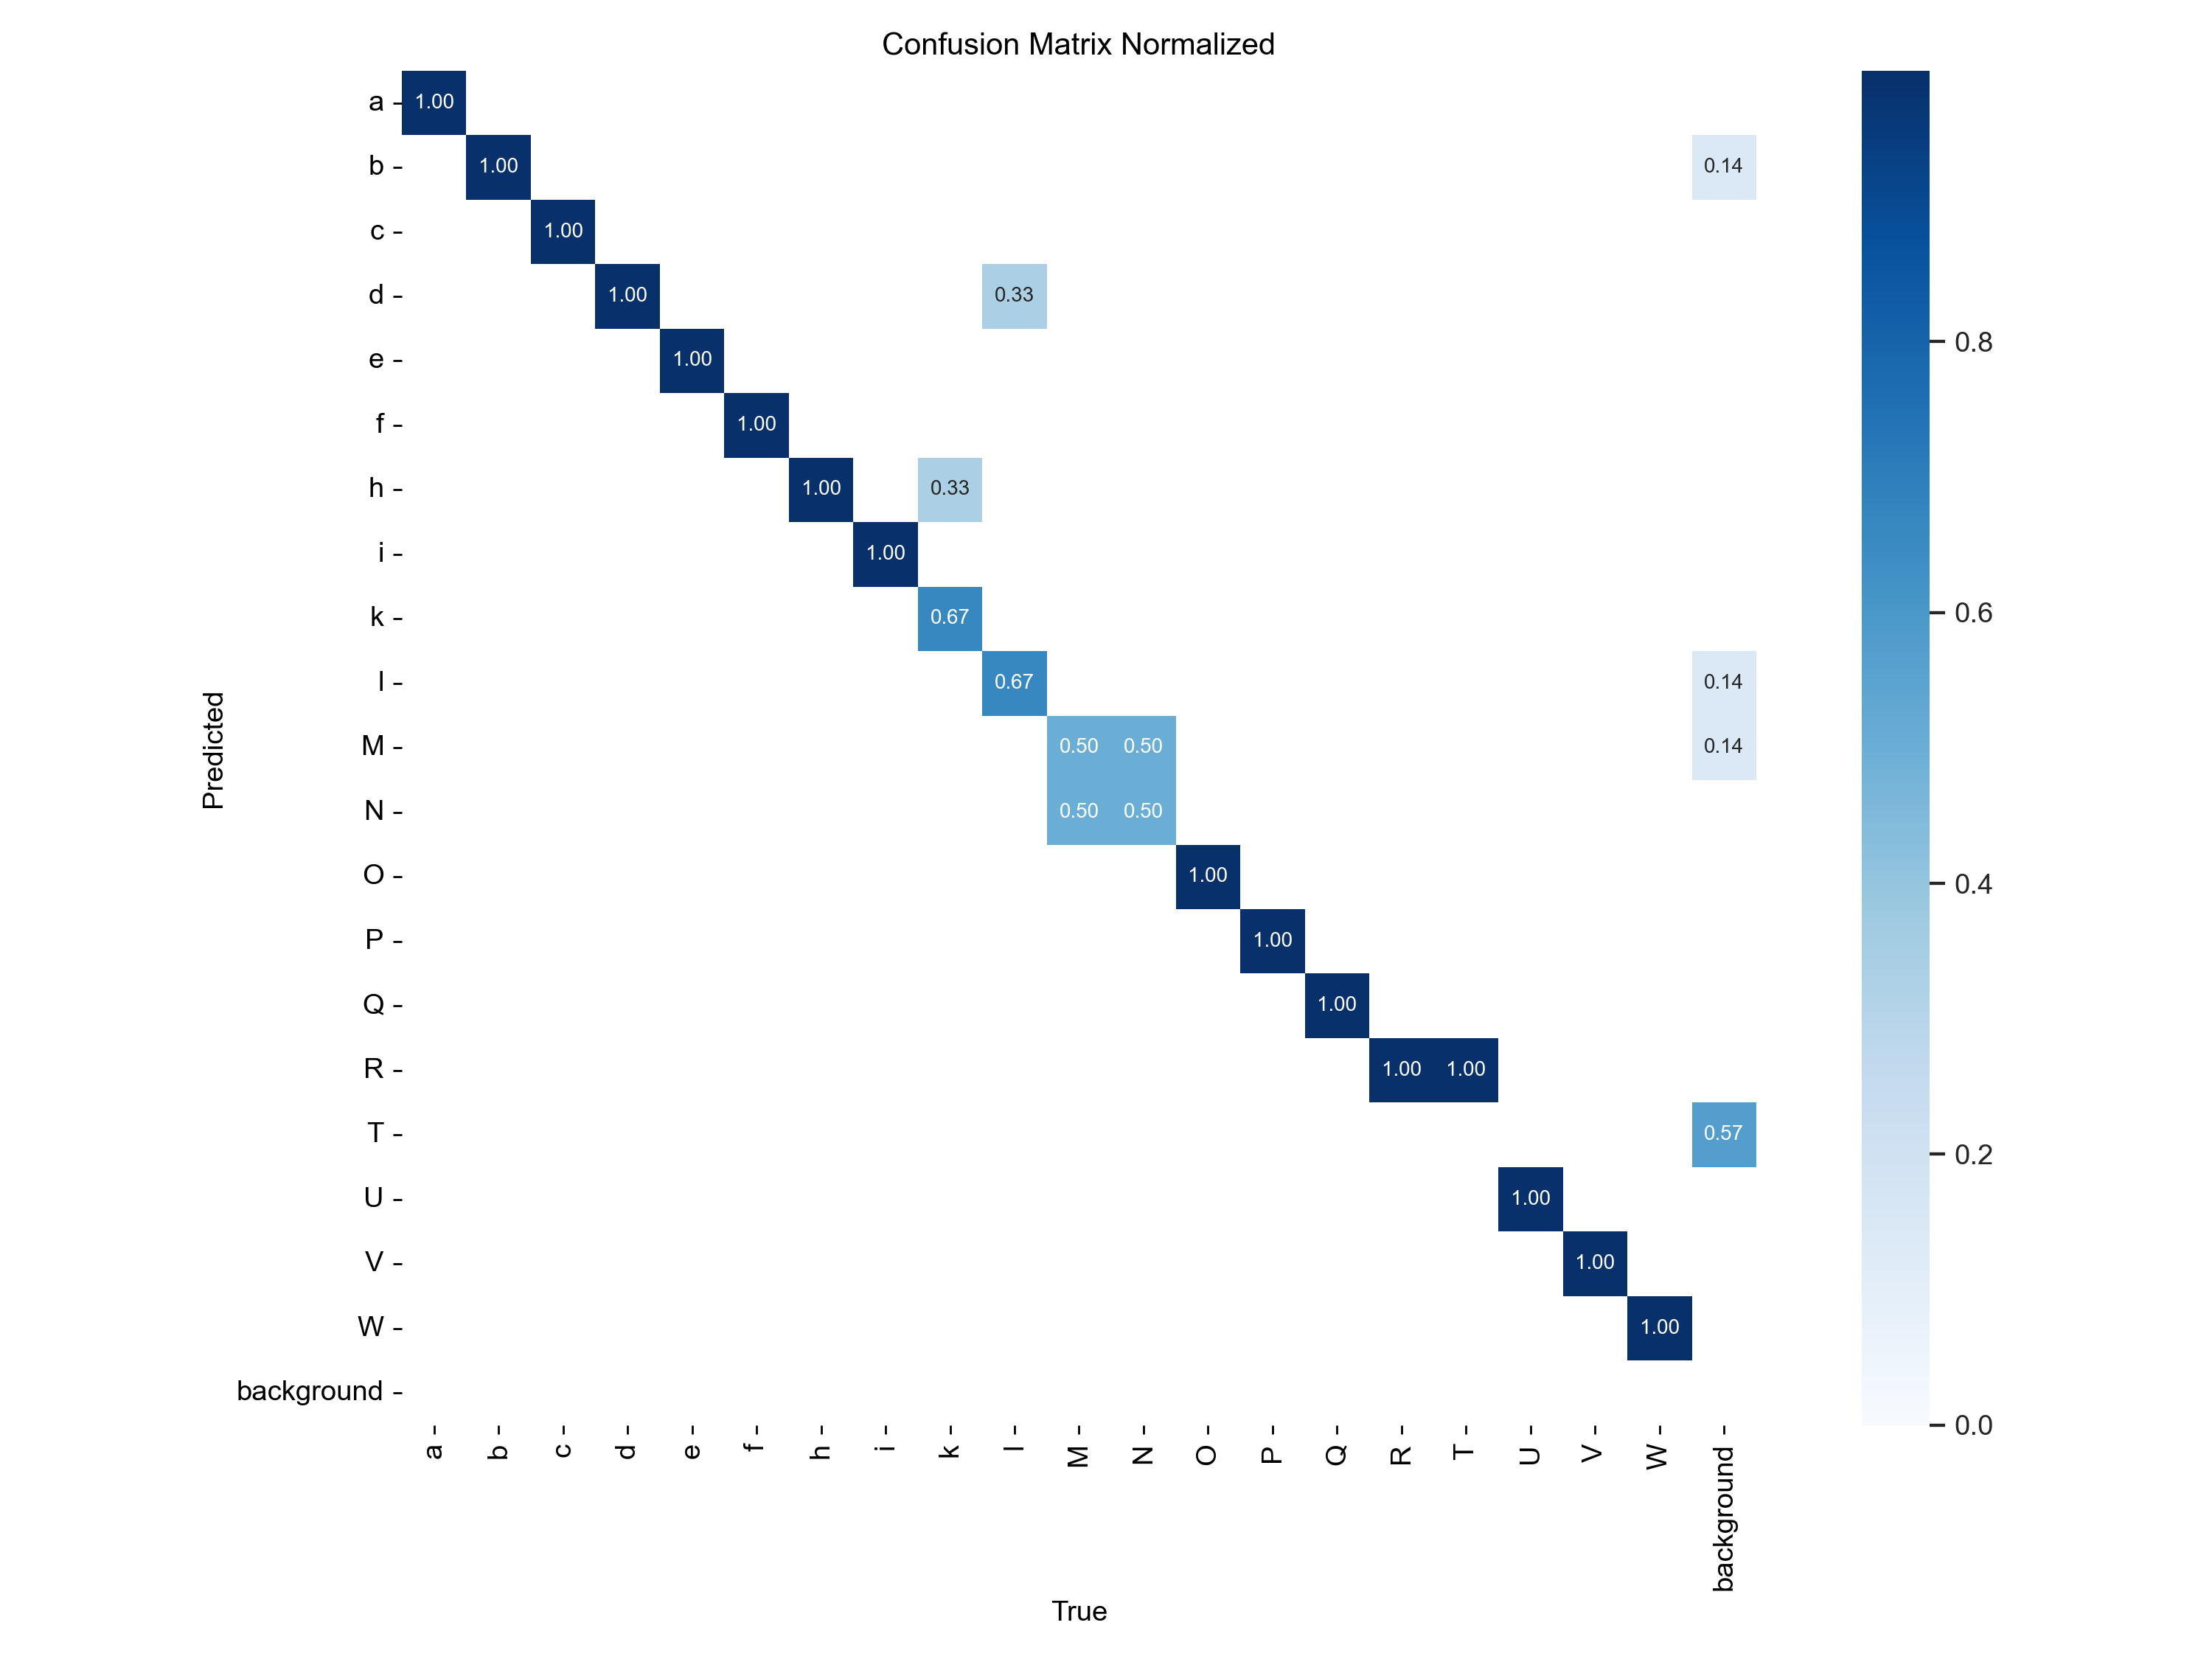 Confusion Matrix Normalized
a 1.00
b 1.00 0.14
c 1.00
d 1.00 0.33
e 1.00
f 1.00
h 1.00 0.33
i 1.00
k 0.67
l 0.67 0.14
M 0.50 0.50 0.14
N 0.50 0.50
O 1.00
P 1.00
Q 1.00
R 1.00 1.00
T 0.57
U 1.00
V 1.00
W 1.00
background
Predicted
a b c d e f h i k l M N O P Q R T U V W background
True
0.8
0.6
0.4
0.2
0.0